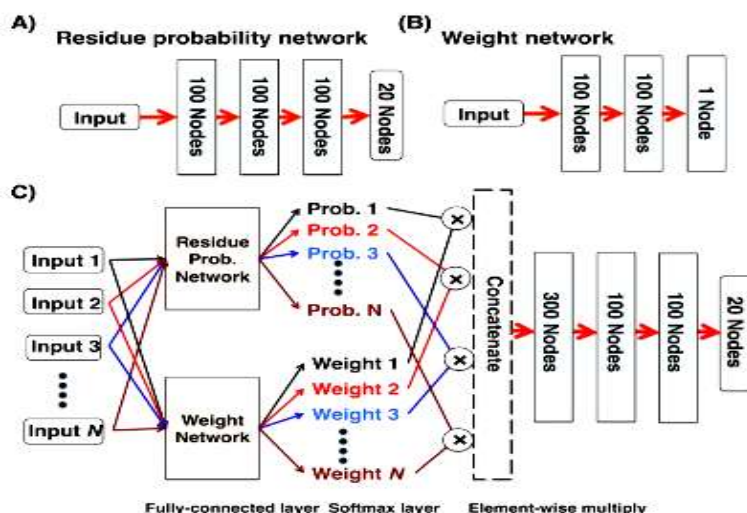 A)
Residue probability network
Input
100 Nodes
100 Nodes
100 Nodes
20 Nodes
(B)
Weight network
Input
100 Nodes
100 Nodes
1 Node
C)
Input 1
Input 2
Input 3
Input N
Residue
Prob.
Network
Weight
Network
Prob. 1
Prob. 2
Prob. 3
Prob. N
Weight 1
Weight 2
Weight 3
Weight N
×
×
×
×
Concatenate
300 Nodes
100 Nodes
100 Nodes
20 Nodes
Fully-connected layer Softmax layer Element-wise multiply